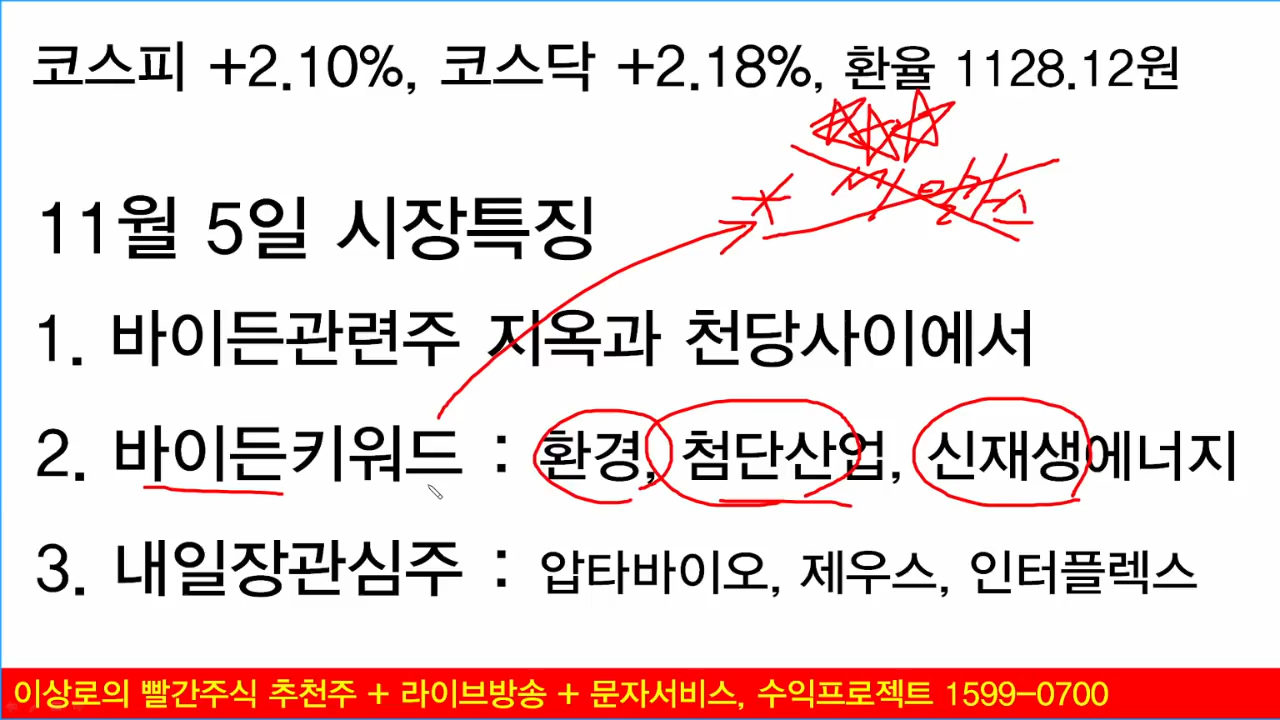 코스피 +2.10%, 코스닥 +2.18%, 환율 1128.12원
11월 5일 시장특징
1. 바이든관련주 지옥과 천당사이에서
2. 바이든키워드 : 환경, 첨단산업, 신재생에너지
3. 내일장관심주 : 압타바이오, 제우스, 인터플렉스
이상로의 빨간주식 추천주 + 라이브방송 + 문자서비스, 수익프로젝트 1599-0700